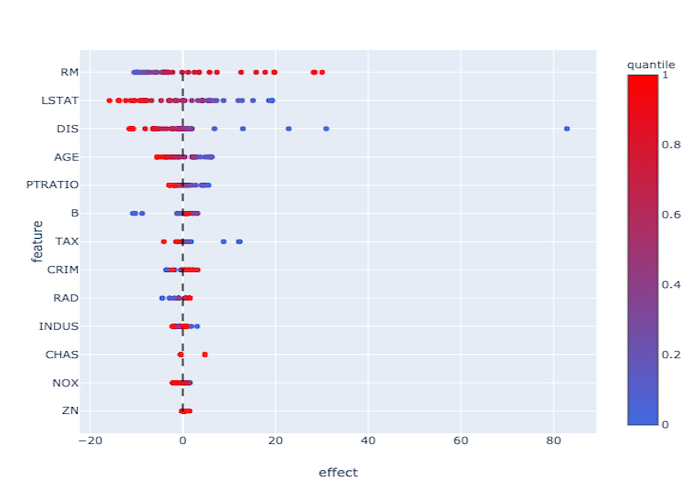 quantile
RM
LSTAT
DIS
AGE
PTRATIO
B
TAX
CRIM
RAD
INDUS
CHAS
NOX
ZN
feature
−20 0 20 40 60 80
effect
1
0.8
0.6
0.4
0.2
0